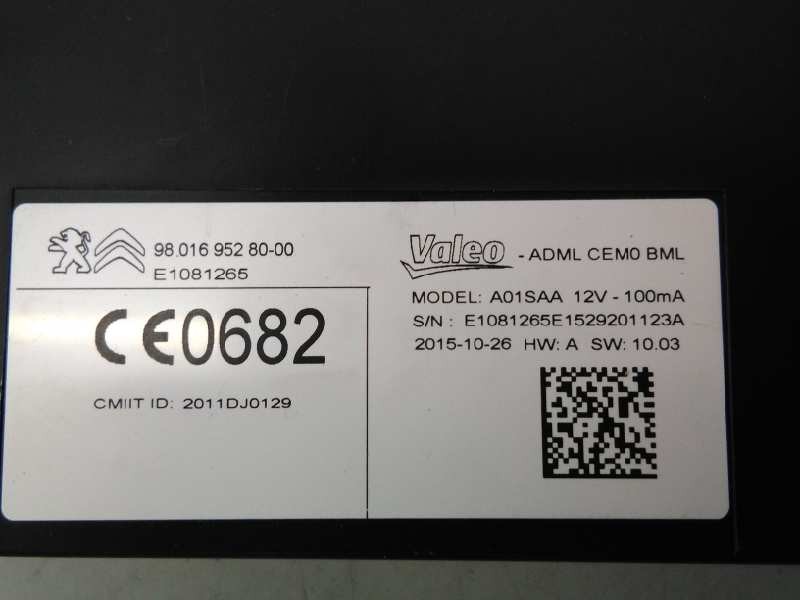 98.016 952 80-00
E1081265
CE0682
CMIIT ID: 2011DJ0129
Valeo - ADML CEM0 BML
MODEL: A01SAA 12V - 100mA
S/N : E1081265E1529201123A
2015-10-26 HW: A SW: 10.03